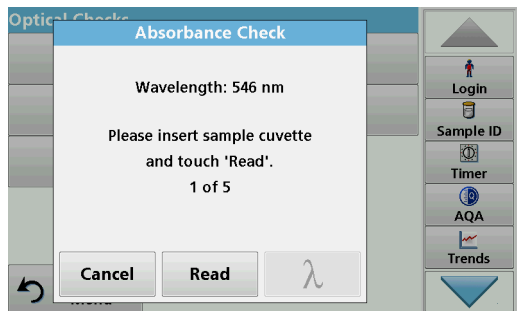 Optical Checks
Absorbance Check
Wavelength: 546 nm
Please insert sample cuvette
and touch 'Read'.
1 of 5
Cancel
Read
λ
Menu
Login
Sample ID
Timer
AQA
Trends